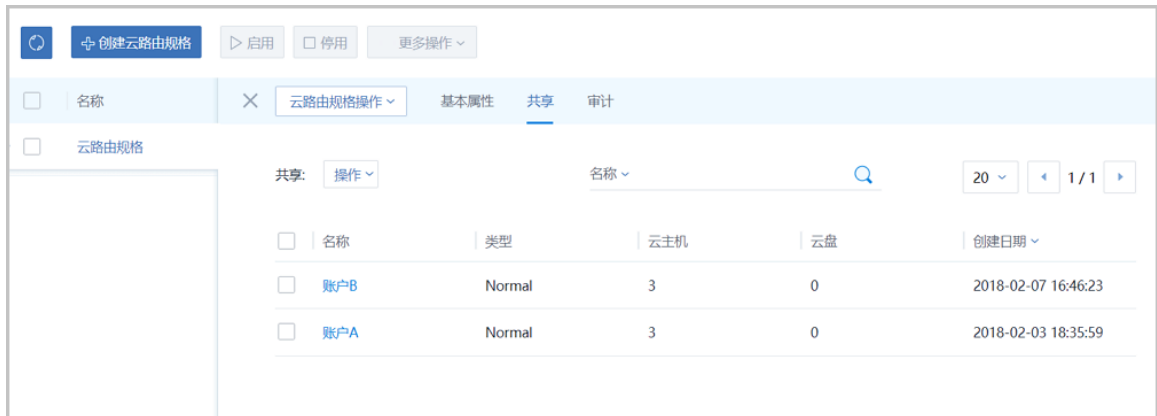 创建云路由规格 启用 停用 更多操作
名称 云路由规格操作 基本属性 共享 审计
云路由规格
共享: 操作 名称 20 1 / 1
名称 类型 云主机 云盘 创建日期
账户B Normal 3 0 2018-02-07 16:46:23
账户A Normal 3 0 2018-02-03 18:35:59